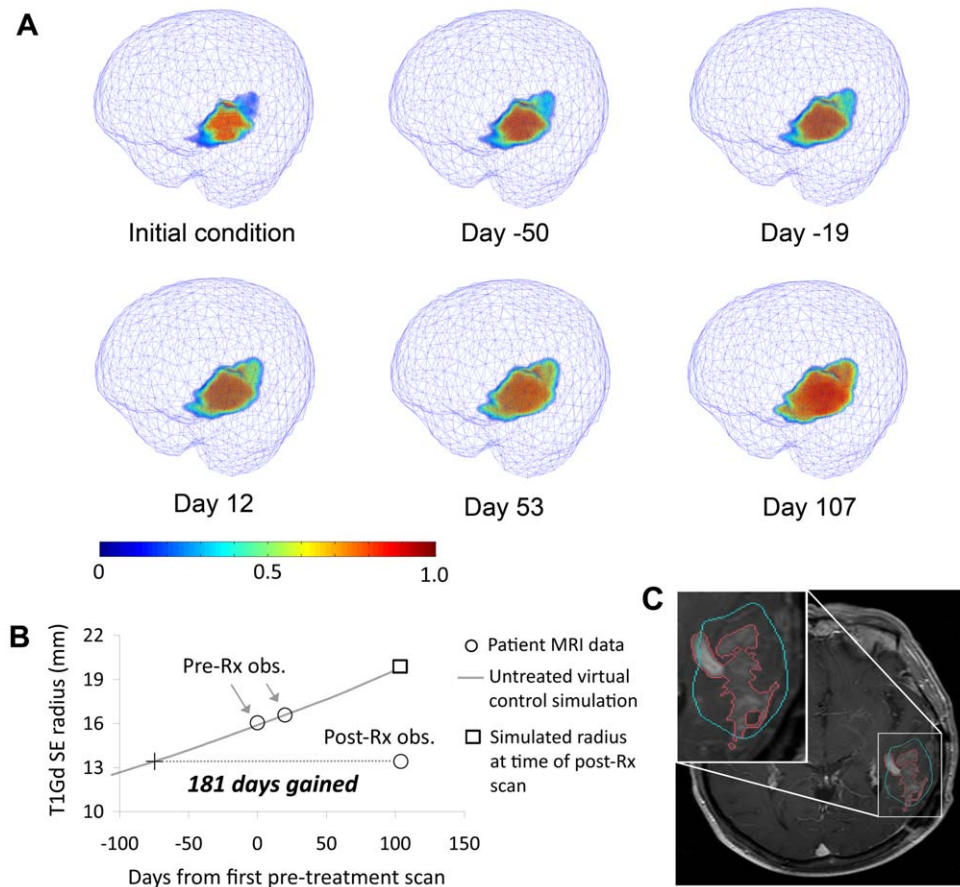 A
Initial condition
Day -50
Day -19
Day 12
Day 53
Day 107
0
0.5
1.0
B
T1Gd SE radius (mm)
22
19
16
13
10
Pre-Rx obs.
Post-Rx obs.
181 days gained
-100
-50
0
50
100
150
Days from first pre-treatment scan
Patient MRI data
Untreated virtual
control simulation
Simulated radius
at time of post-Rx
scan
C